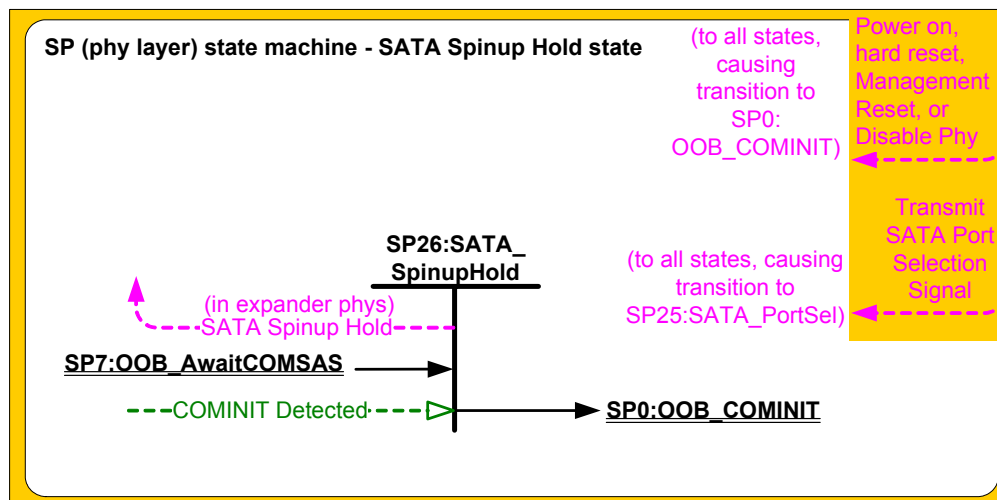 SP (phy layer) state machine - SATA Spinup Hold state
(to all states,
causing
transition to
SP0:
OOB_COMINIT)
Power on,
hard reset,
Management
Reset, or
Disable Phy
Transmit
SATA Port
Selection
Signal
(to all states, causing
transition to
SP25:SATA_PortSel)
SP26:SATA_
SpinupHold
(in expander phys)
SATA Spinup Hold
SP7:OOB_AwaitCOMSAS
COMINIT Detected
SP0:OOB_COMINIT